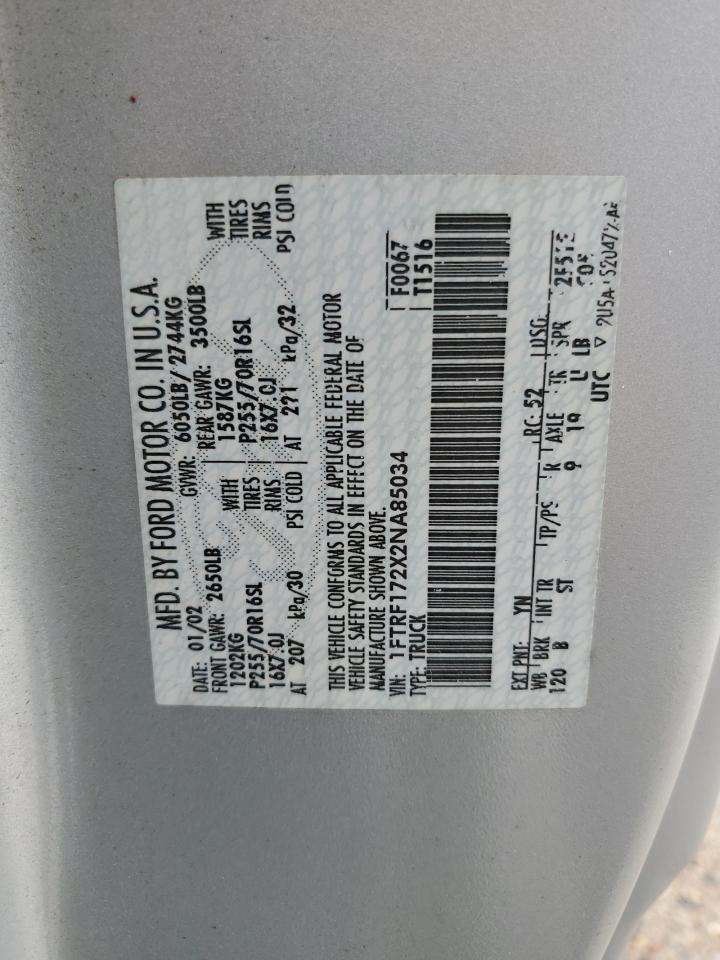 MFD. BY FORD MOTOR CO. IN U.S.A.
DATE: 01/02 GVWR: 6050LB/ 2744KG
FRONT GAWR: 2650LB REAR GAWR: 3500LB
1202KG WITH 1587KG WITH
P255/70R16SL TIRES P255/70R16SL TIRES
16X7.0J RIMS 16X7.0J RIMS
AT 207 kPa/30 PSI COLD AT 221 kPa/32 PSI COLD
THIS VEHICLE CONFORMS TO ALL APPLICABLE FEDERAL MOTOR
VEHICLE SAFETY STANDARDS IN EFFECT ON THE DATE OF
MANUFACTURE SHOWN ABOVE.
VIN: 1FTRF172X2NA85034 F0067
TYPE: TRUCK T1516
EXT PNT: YN RC: 52 DSO:
WB BRK INT TR TP/PS R AXLE TR SPR
120 B ST 9 19 LB
UTC